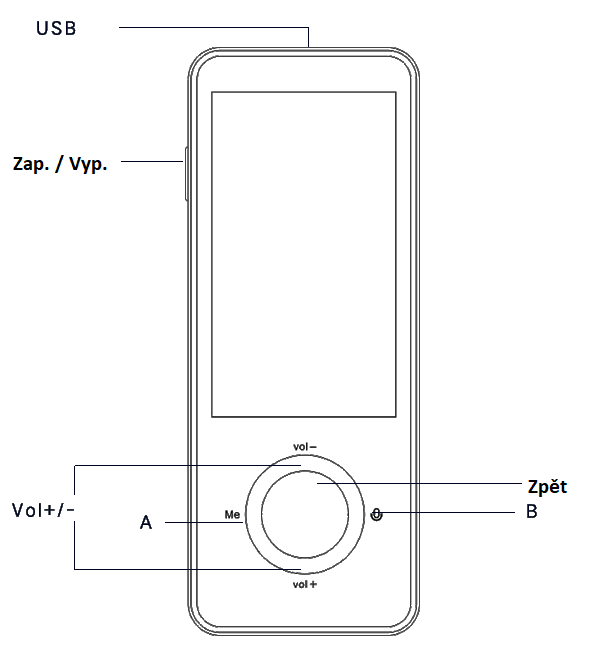 USB
Zap. / Vyp.
vol-
Zpět
Vol+/-
A
Me
B
vol+